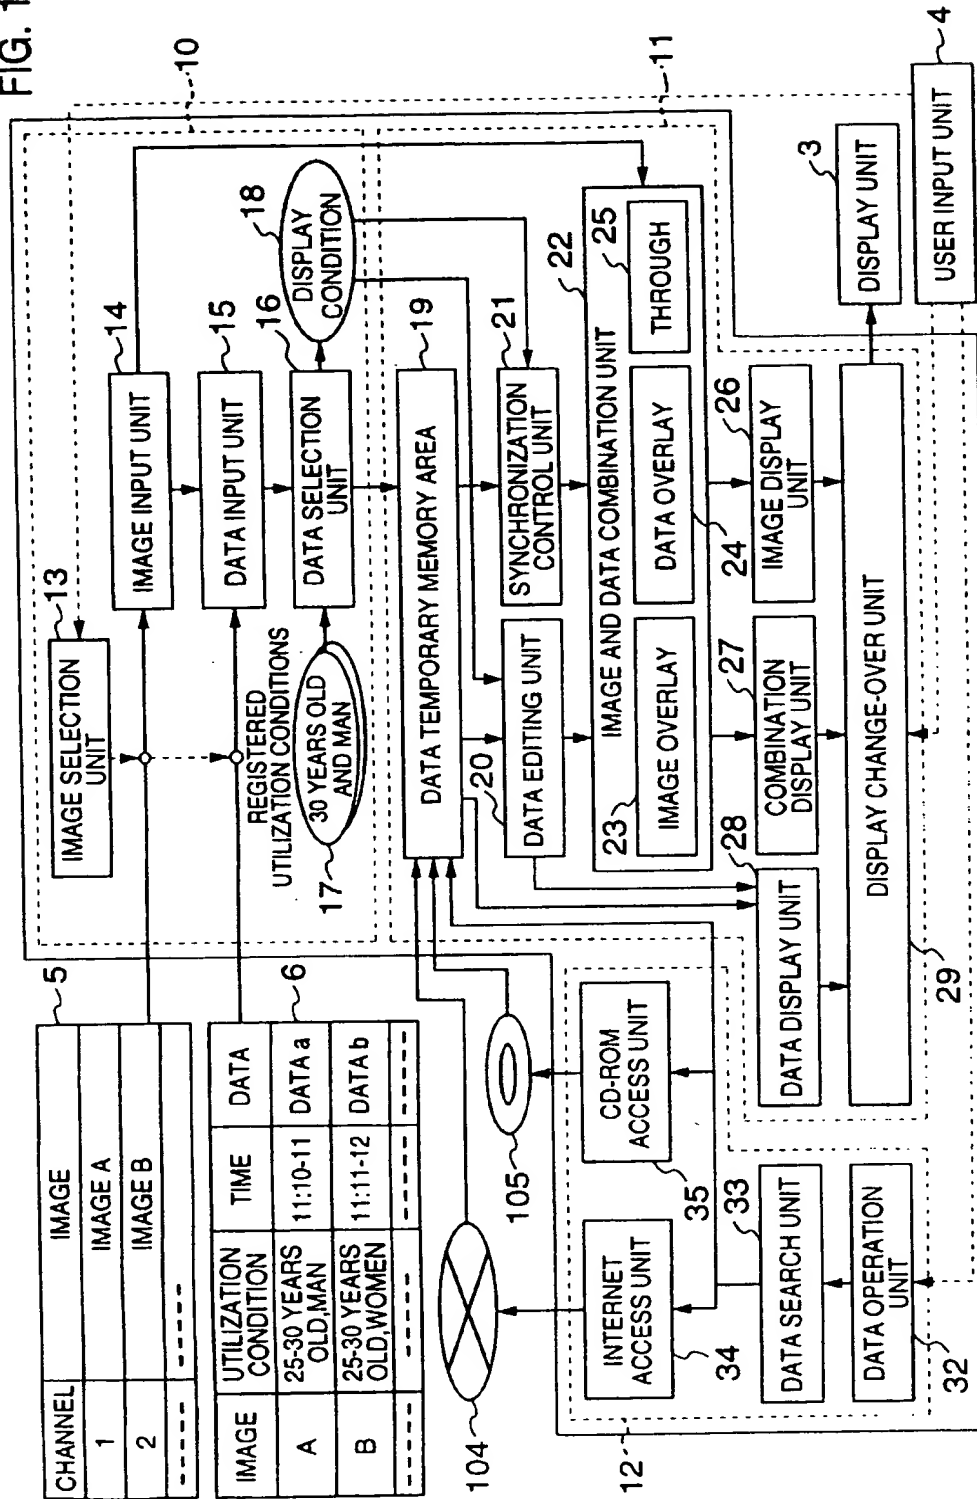 FIG. 1
10
11
4
USER INPUT UNIT
3
DISPLAY UNIT
5
CHANNEL IMAGE
1 IMAGE A
2 IMAGE B
6
IMAGE UTILIZATION CONDITION TIME DATA
A 25-30 YEARS OLD,MAN 11:10-11 DATA a
B 25-30 YEARS OLD,WOMEN 11:11-12 DATA b
13
IMAGE SELECTION
UNIT
14
IMAGE INPUT UNIT
15
DATA INPUT UNIT
16
DATA SELECTION
UNIT
REGISTERED
UTILIZATION CONDITIONS
30 YEARS OLD
AND MAN
17
18
DISPLAY
CONDITION
19
DATA TEMPORARY MEMORY AREA
20
DATA EDITING UNIT
21
SYNCHRONIZATION
CONTROL UNIT
22
IMAGE AND DATA COMBINATION UNIT
23
IMAGE OVERLAY
DATA OVERLAY
24
25
THROUGH
26
IMAGE DISPLAY
UNIT
27
COMBINATION
DISPLAY UNIT
28
DATA DISPLAY UNIT
DISPLAY CHANGE-OVER UNIT
29
104
105
12
INTERNET
ACCESS UNIT
34
CD-ROM
ACCESS UNIT
35
33
DATA SEARCH UNIT
DATA OPERATION
UNIT
32